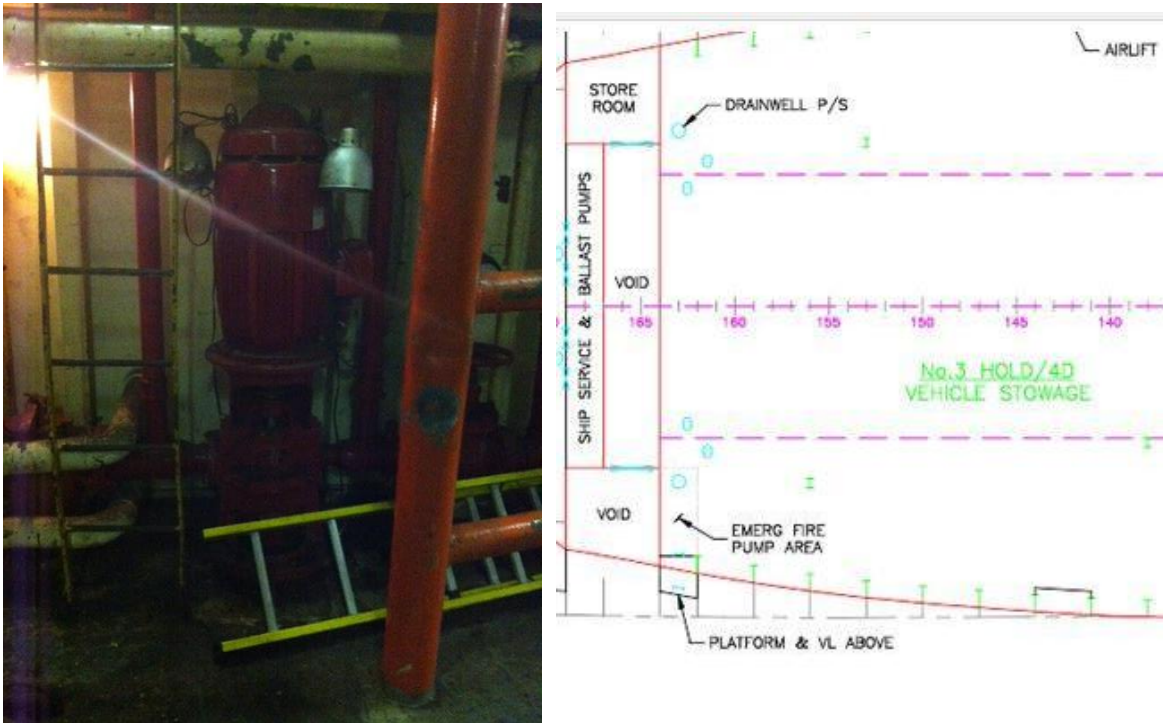 AIRLIFT
STORE
ROOM
DRAINWELL P/S
SHIP SERVICE & BALLAST PUMPS
VOID
165
160
155
150
145
140
No.3 HOLD/4D
VEHICLE STOWAGE
VOID
EMERG FIRE
PUMP AREA
PLATFORM & VL ABOVE